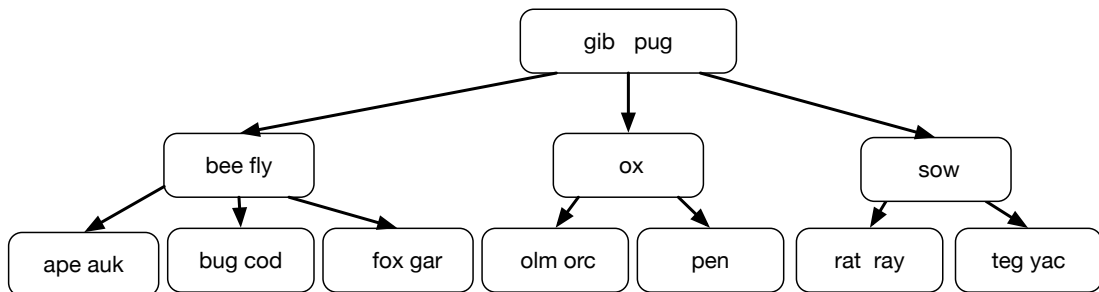 gib pug
bee fly
ox
sow
ape auk
bug cod
fox gar
olm orc
pen
rat ray
teg yac